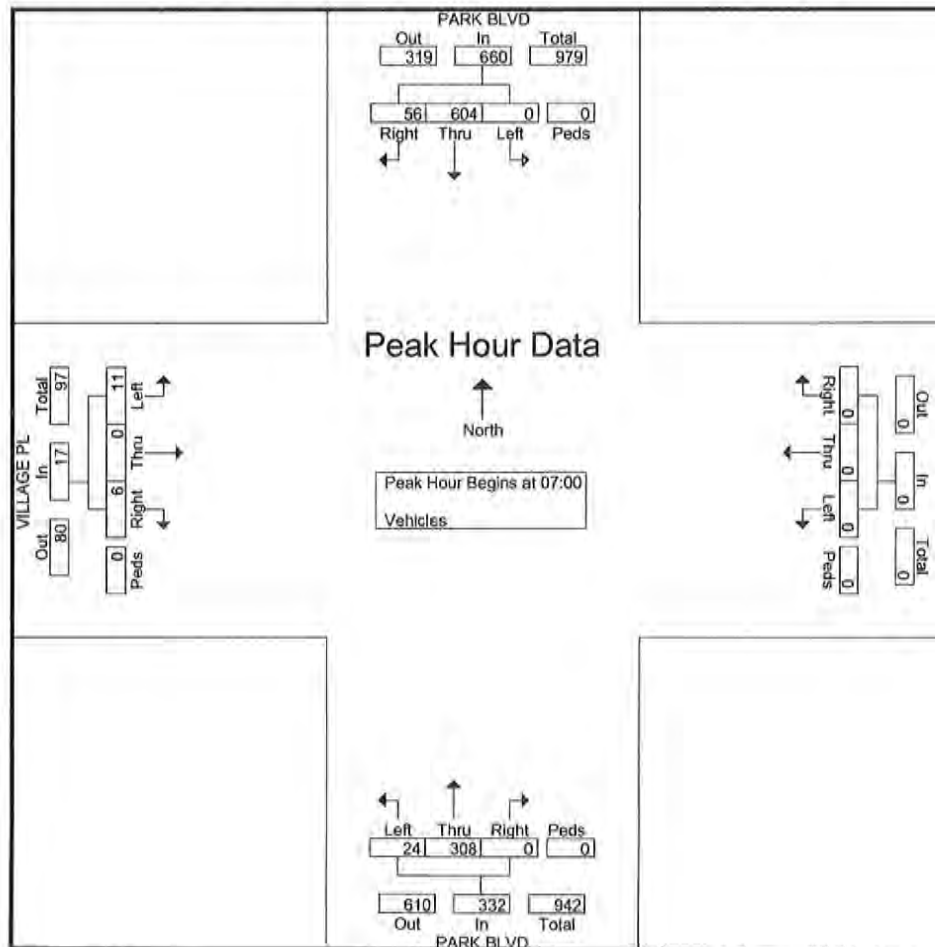 PARK BLVD
Out In Total
319 660 979
56 604 0 0
Right Thru Left Peds
Peak Hour Data
North
Peak Hour Begins at 07:00
Vehicles
VILLAGE PL
Out In Total
80 17 97
11 0 6 0
Left Thru Right Peds
Out In Total
0 0 0
Right Thru Left Peds
0 0 0 0
Left Thru Right Peds
24 308 0 0
610 332 942
Out In Total
PARK BLVD